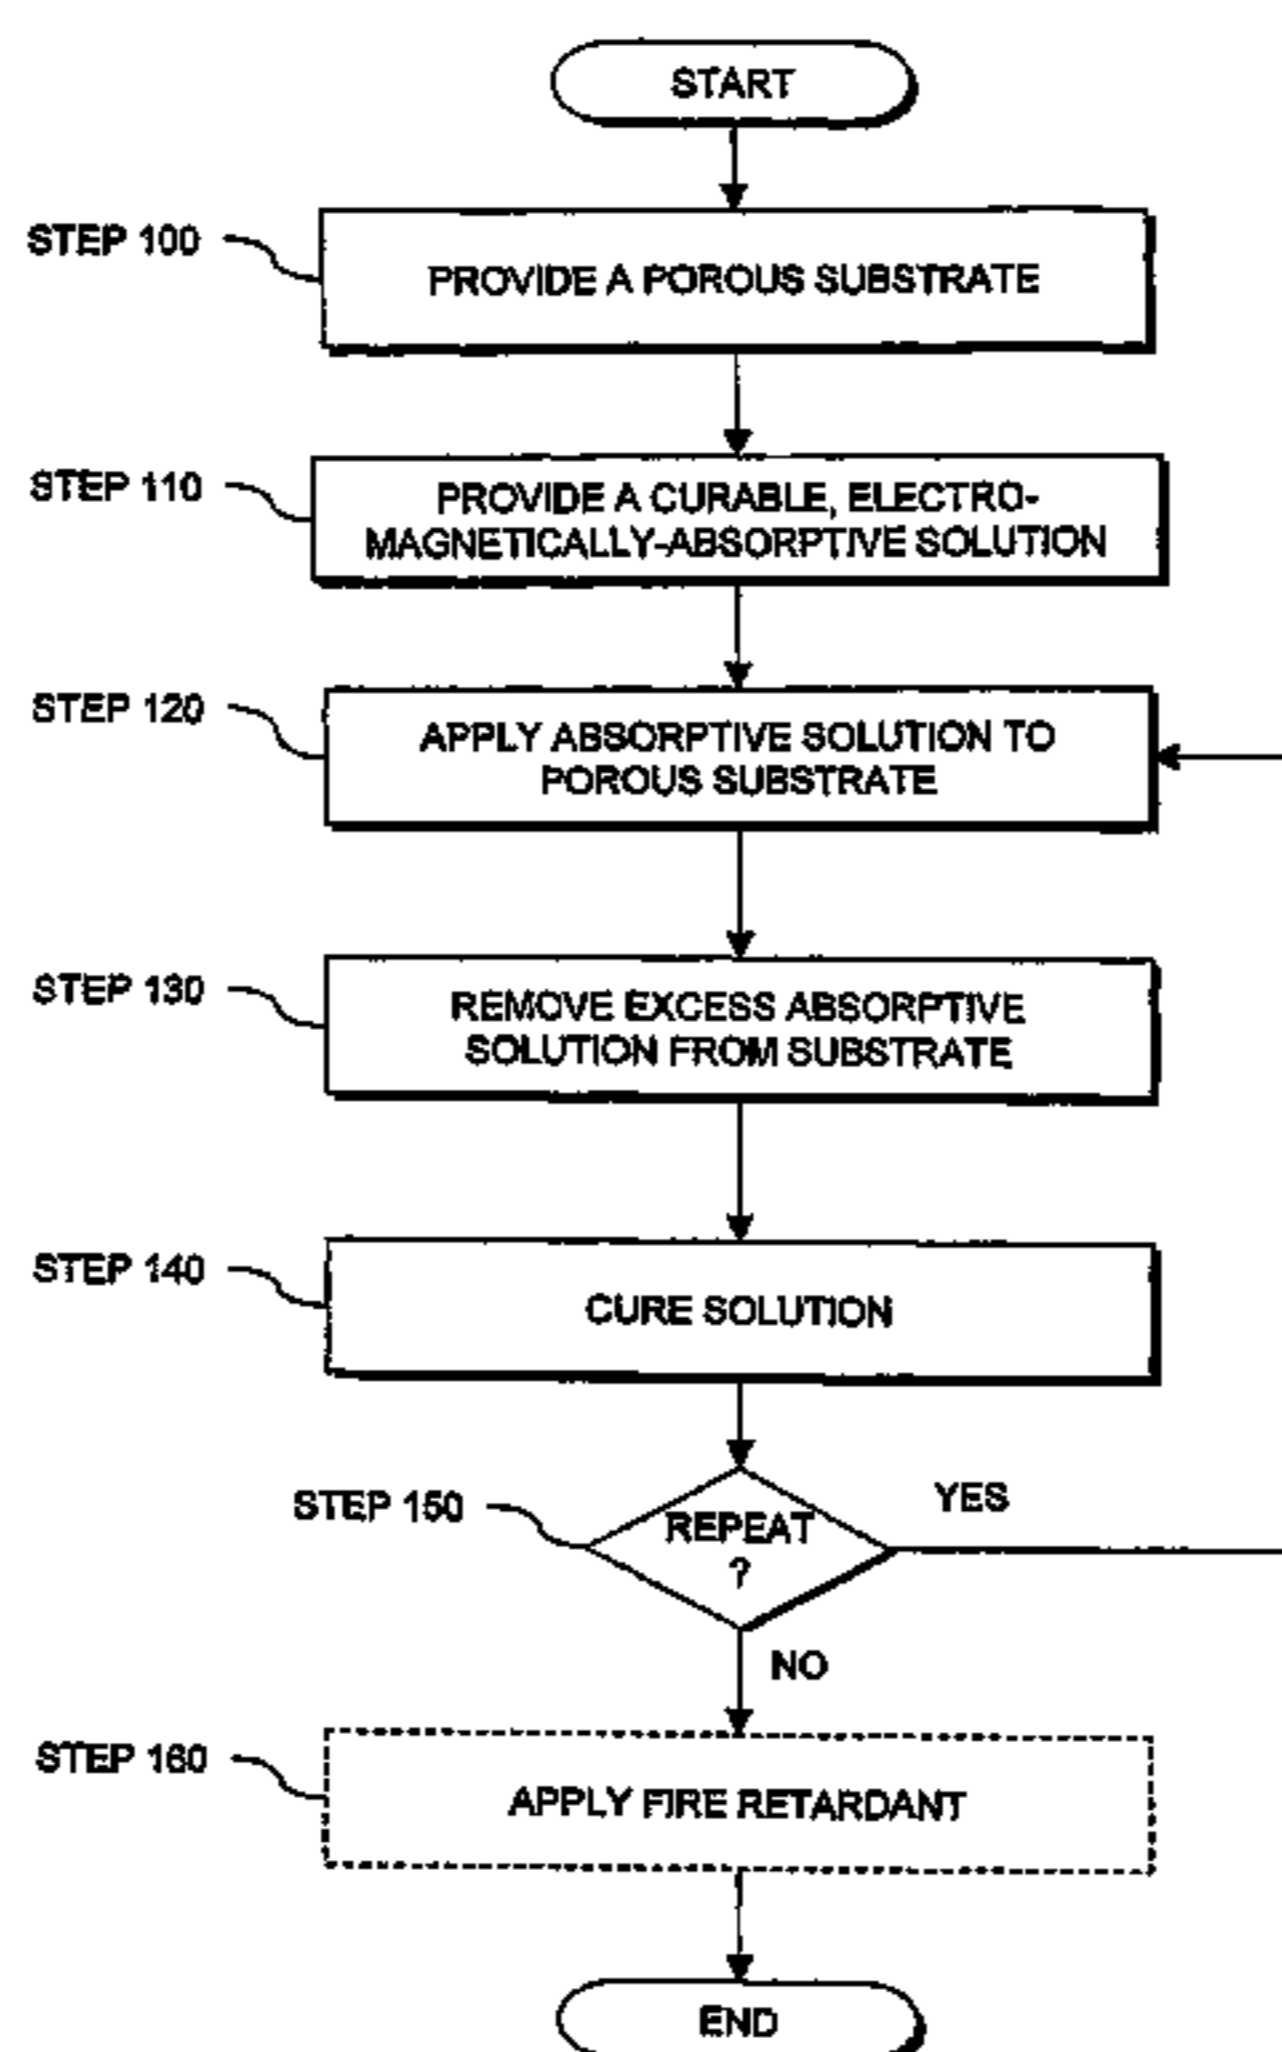 START
STEP 100
PROVIDE A POROUS SUBSTRATE
STEP 110
PROVIDE A CURABLE, ELECTRO-
MAGNETICALLY-ABSORPTIVE SOLUTION
STEP 120
APPLY ABSORPTIVE SOLUTION TO
POROUS SUBSTRATE
STEP 130
REMOVE EXCESS ABSORPTIVE
SOLUTION FROM SUBSTRATE
STEP 140
CURE SOLUTION
STEP 150
REPEAT
?
YES
NO
STEP 160
APPLY FIRE RETARDANT
END